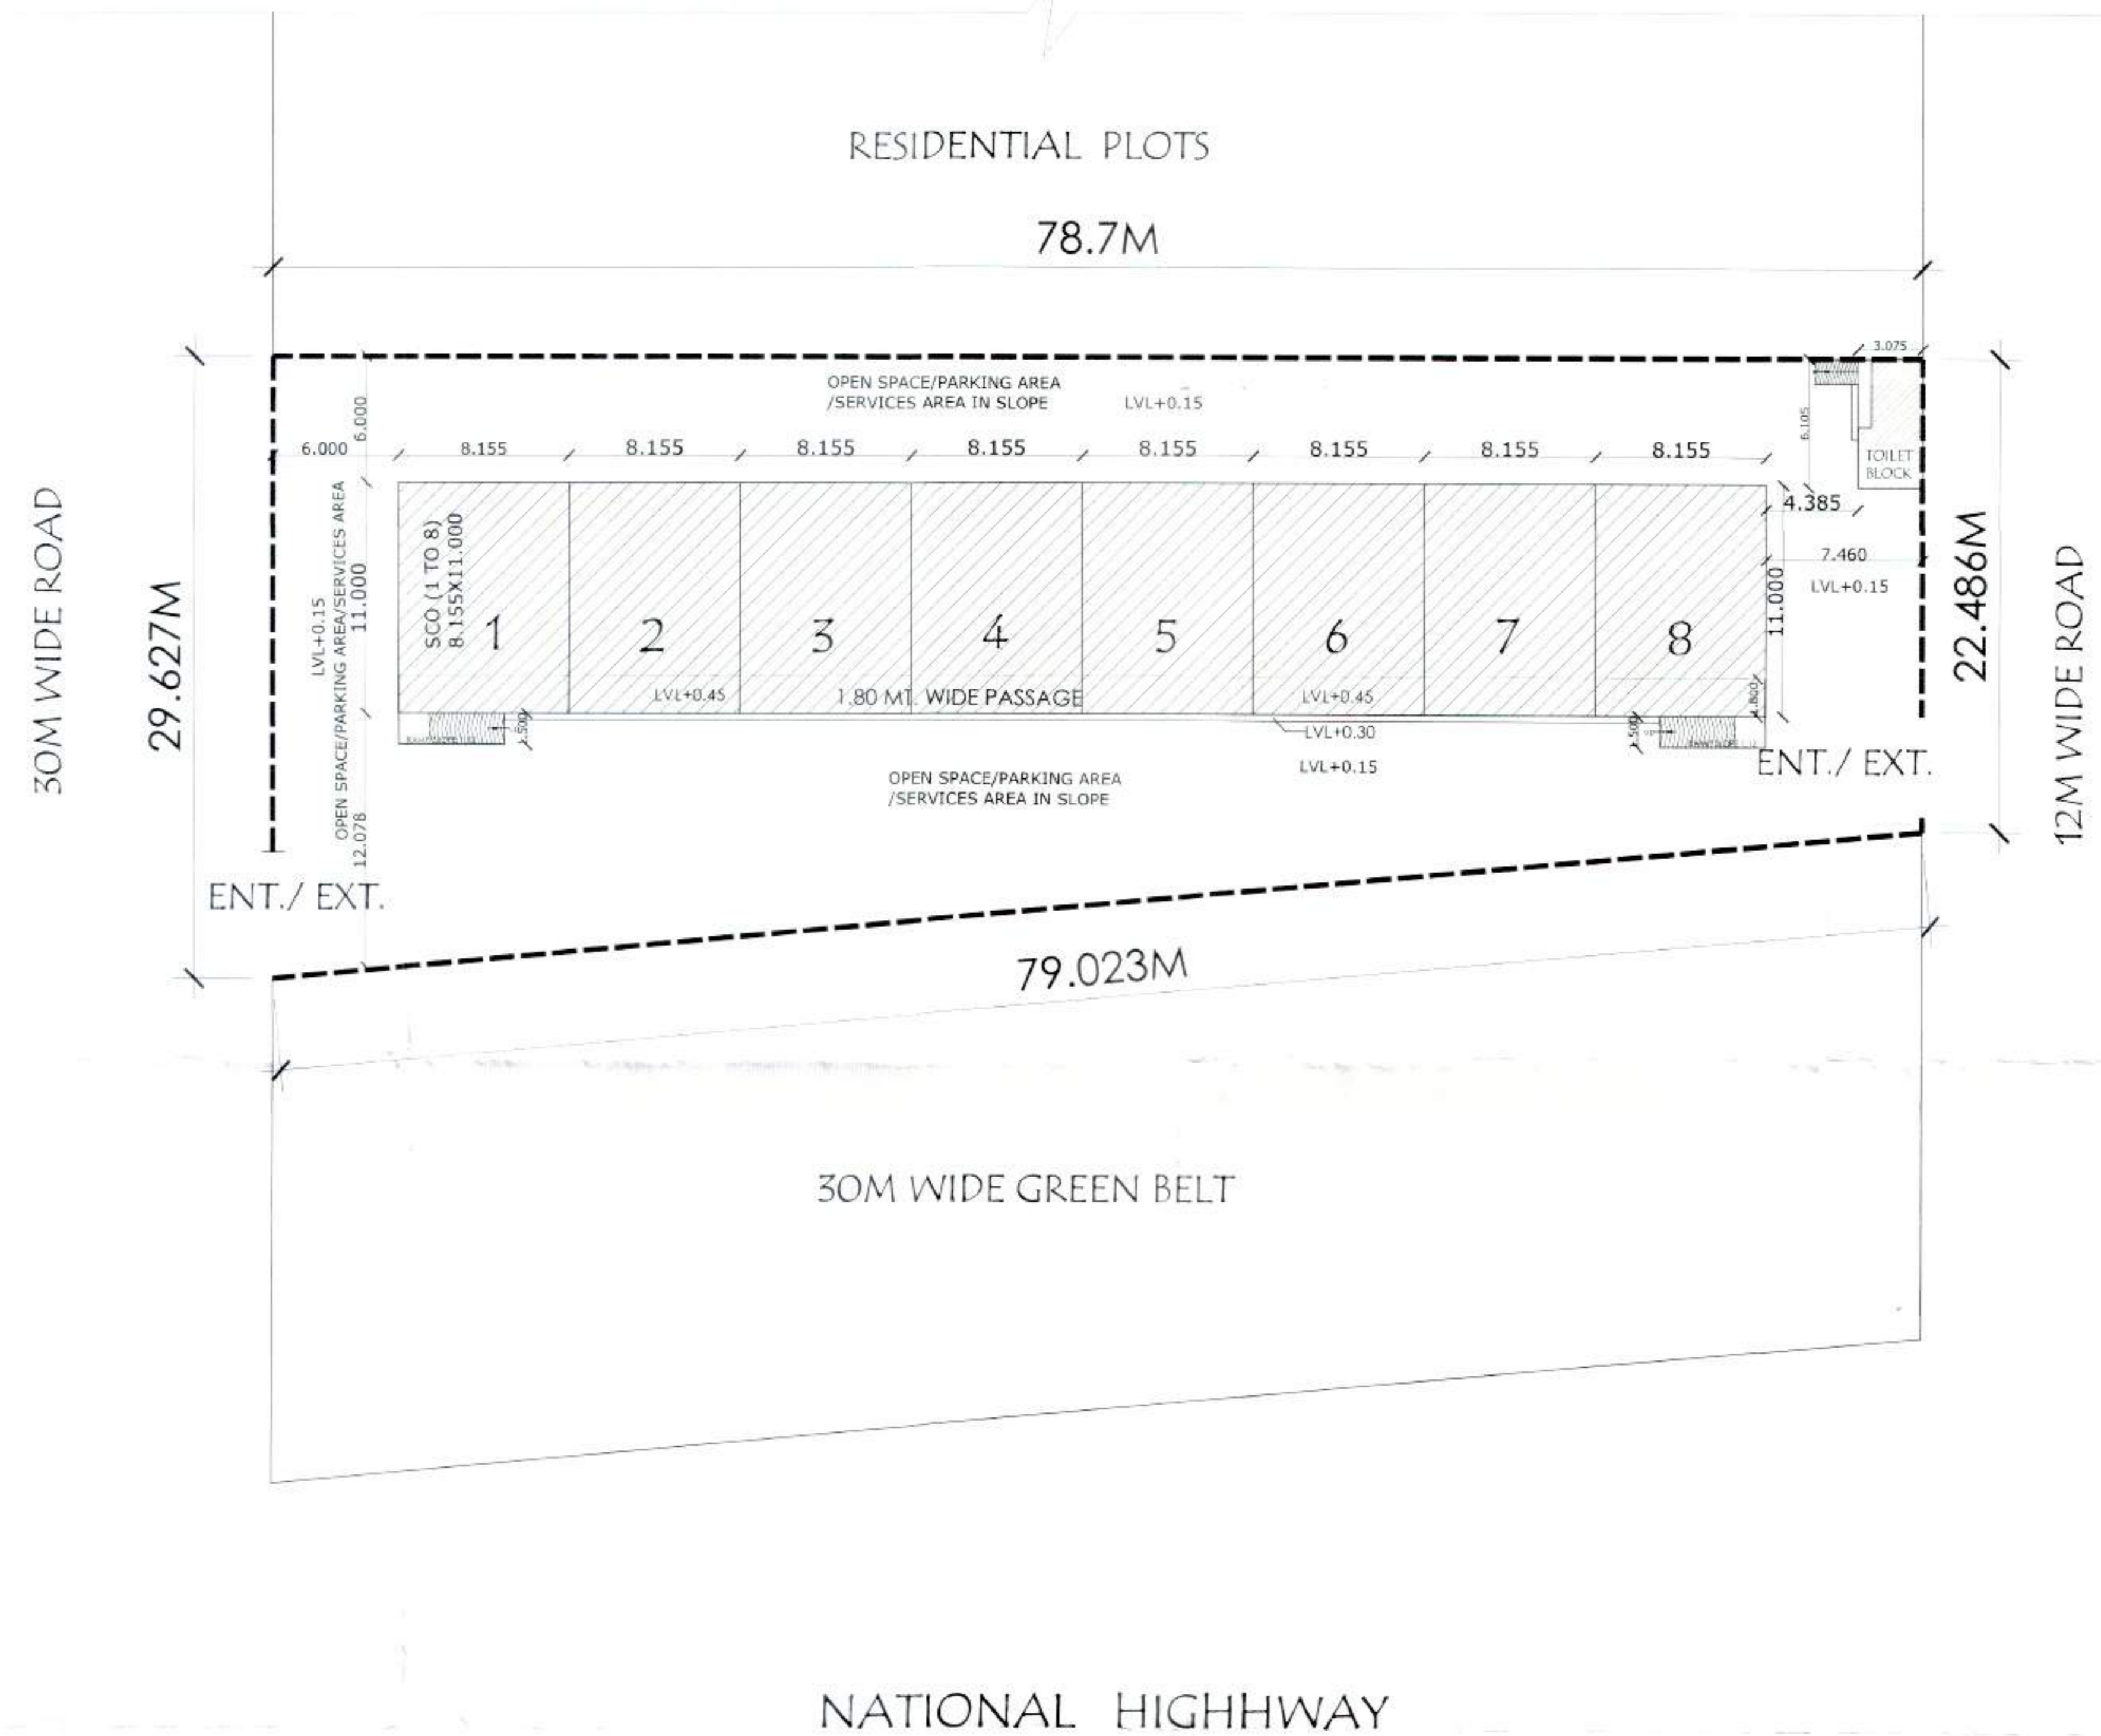 RESIDENTIAL PLOTS
78.7M
3.075
OPEN SPACE/PARKING AREA
/SERVICES AREA IN SLOPE
LVL+0.15
6.000
6.105
6.000
8.155
8.155
8.155
8.155
8.155
8.155
8.155
8.155
TOILET
BLOCK
4.385
30M WIDE ROAD
29.627M
LVL+0.15
OPEN SPACE/PARKING AREA/SERVICES AREA
11.000
12.078
SCO (1 TO 8)
8.155X11.000
1
2
3
4
5
6
7
8
7.460
LVL+0.15
11.000
22.486M
12M WIDE ROAD
LVL+0.45
1.80 MT. WIDE PASSAGE
LVL+0.45
1.800
1.500
LVL+0.30
1.500
LVL+0.15
OPEN SPACE/PARKING AREA
/SERVICES AREA IN SLOPE
ENT./ EXT.
ENT./ EXT.
79.023M
30M WIDE GREEN BELT
NATIONAL HIGHHWAY